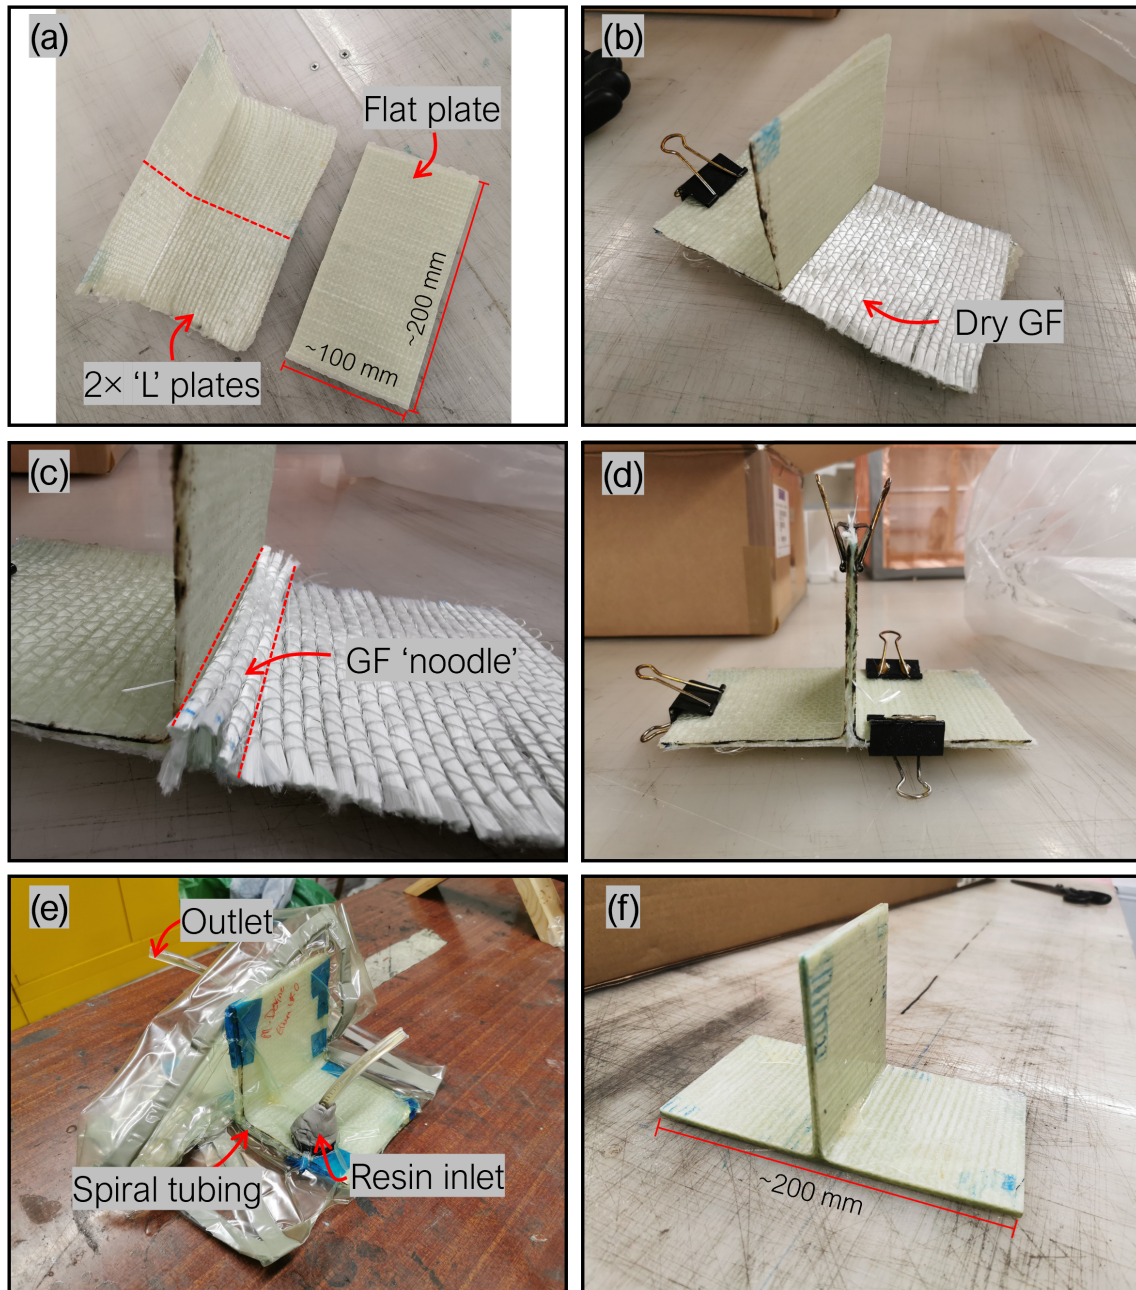 (a)
Flat plate
~200 mm
~100 mm
2× ‘L’ plates
(b)
Dry GF
(c)
GF ‘noodle’
(d)
(e)
Outlet
Spiral tubing
Resin inlet
(f)
~200 mm